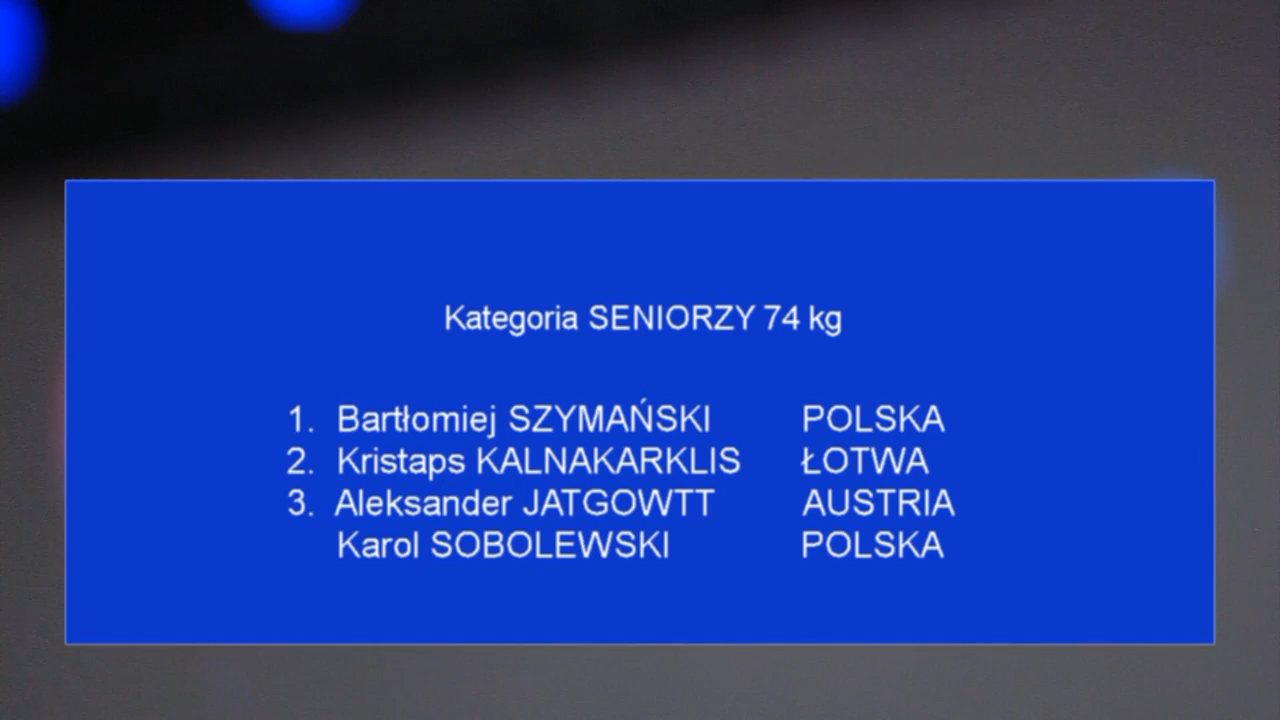 Kategoria SENIORZY 74 kg
1. Bartłomiej SZYMAŃSKI POLSKA
2. Kristaps KALNAKARKLIS ŁOTWA
3. Aleksander JATGOWTT AUSTRIA
Karol SOBOLEWSKI POLSKA